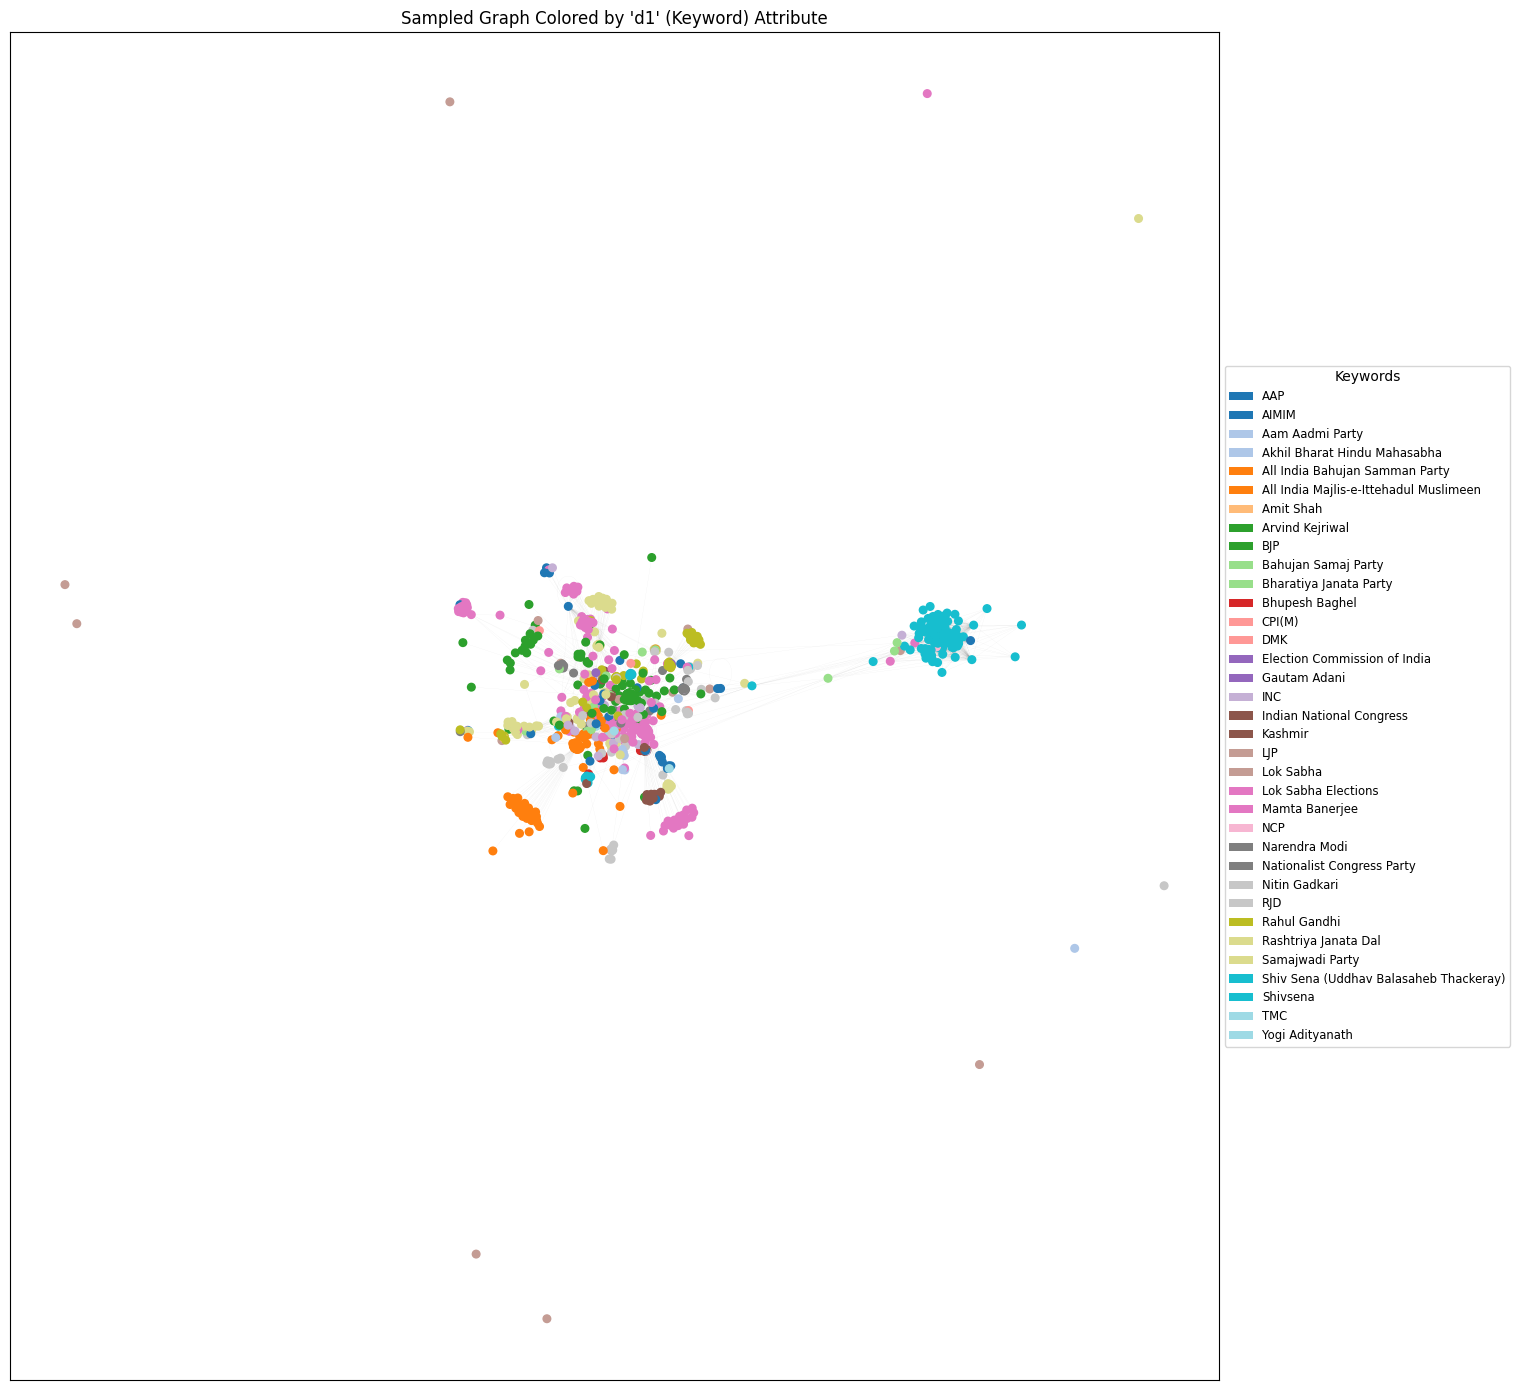 Sampled Graph Colored by 'd1' (Keyword) Attribute
Keywords
AAP
AIMIM
Aam Aadmi Party
Akhil Bharat Hindu Mahasabha
All India Bahujan Samman Party
All India Majlis-e-Ittehadul Muslimeen
Amit Shah
Arvind Kejriwal
BJP
Bahujan Samaj Party
Bharatiya Janata Party
Bhupesh Baghel
CPI(M)
DMK
Election Commission of India
Gautam Adani
INC
Indian National Congress
Kashmir
LJP
Lok Sabha
Lok Sabha Elections
Mamta Banerjee
NCP
Narendra Modi
Nationalist Congress Party
Nitin Gadkari
RJD
Rahul Gandhi
Rashtriya Janata Dal
Samajwadi Party
Shiv Sena (Uddhav Balasaheb Thackeray)
Shivsena
TMC
Yogi Adityanath